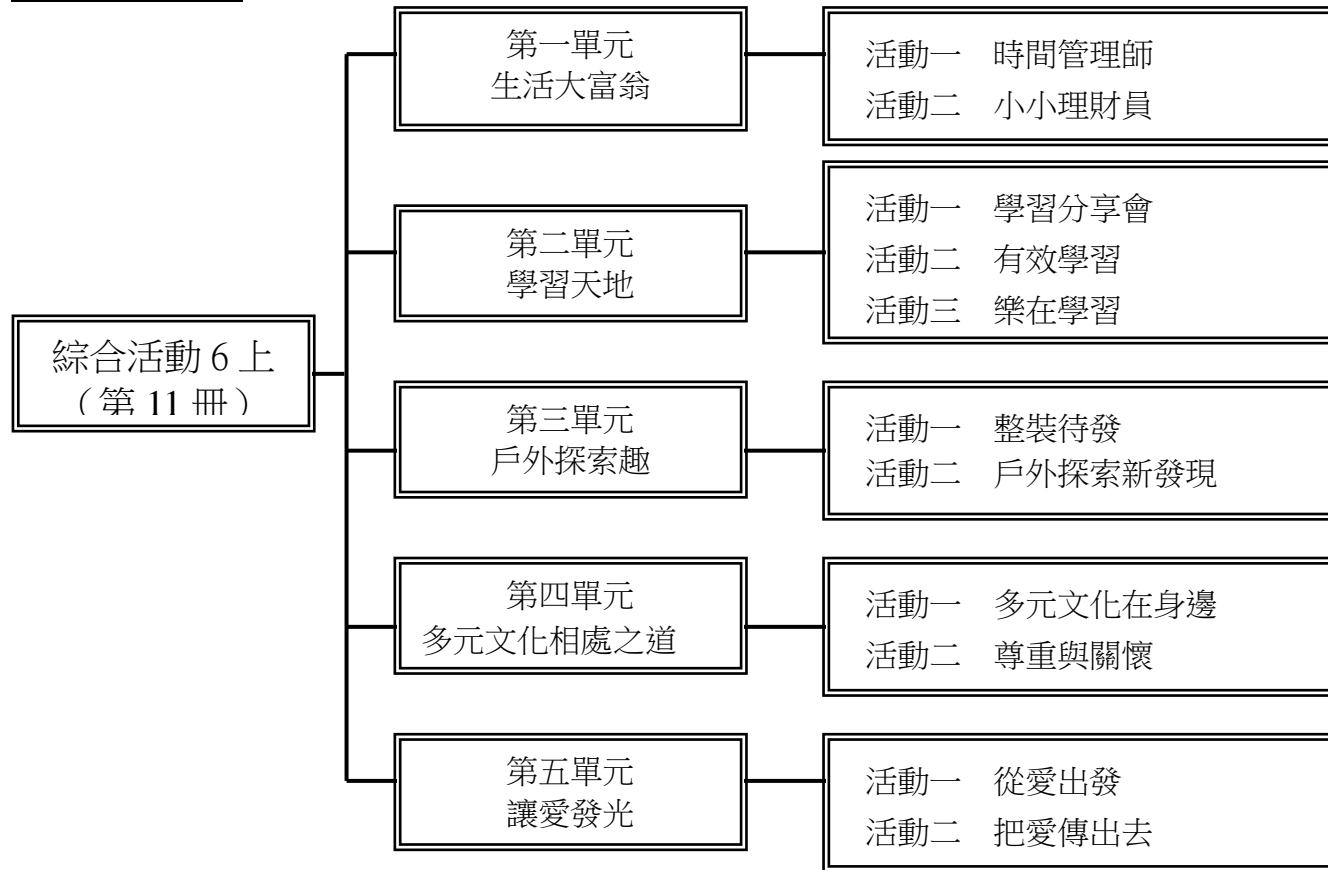 綜合活動 6 上
（第 11 冊）
第一單元
生活大富翁
活動一　時間管理師
活動二　小小理財員
第二單元
學習天地
活動一　學習分享會
活動二　有效學習
活動三　樂在學習
第三單元
戶外探索趣
活動一　整裝待發
活動二　戶外探索新發現
第四單元
多元文化相處之道
活動一　多元文化在身邊
活動二　尊重與關懷
第五單元
讓愛發光
活動一　從愛出發
活動二　把愛傳出去